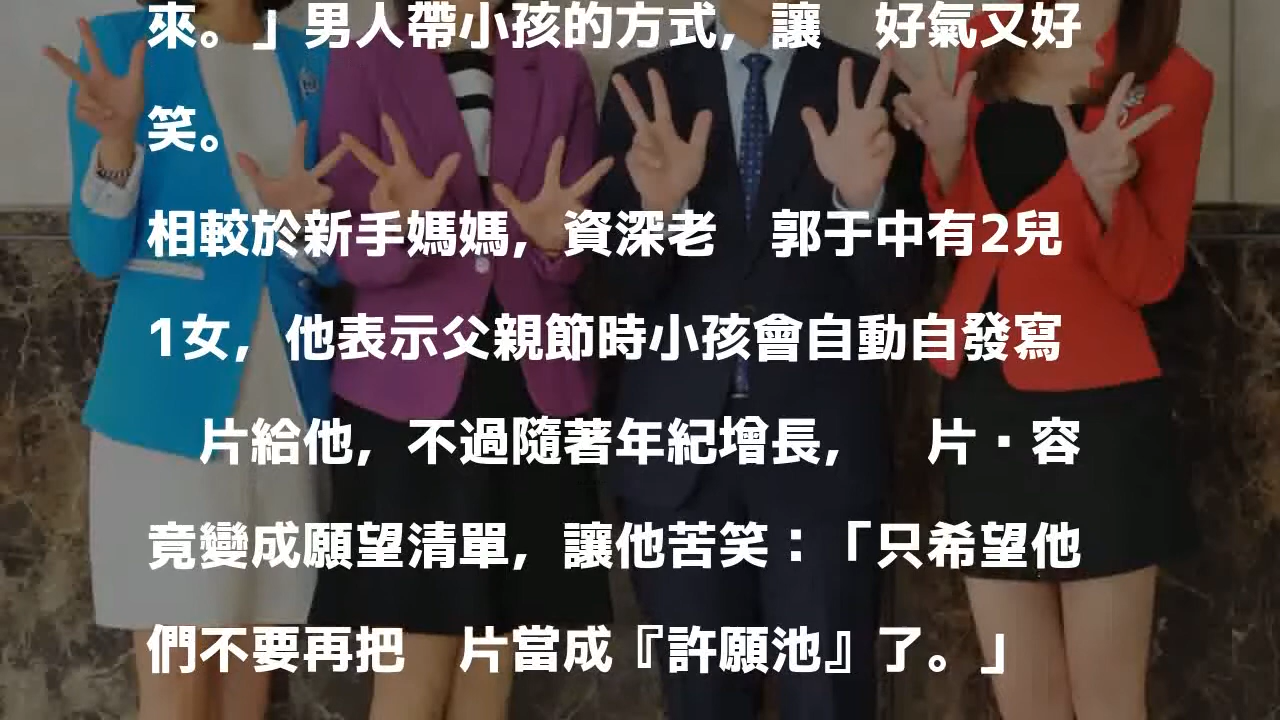 來。」男人帶小孩的方式，讓　好氣又好
笑。
相較於新手媽媽，資深老　郭于中有2兒
1女，他表示父親節時小孩會自動自發寫
　片給他，不過隨著年紀增長，　片·容
竟變成願望清單，讓他苦笑：「只希望他
們不要再把　片當成『許願池』了。」